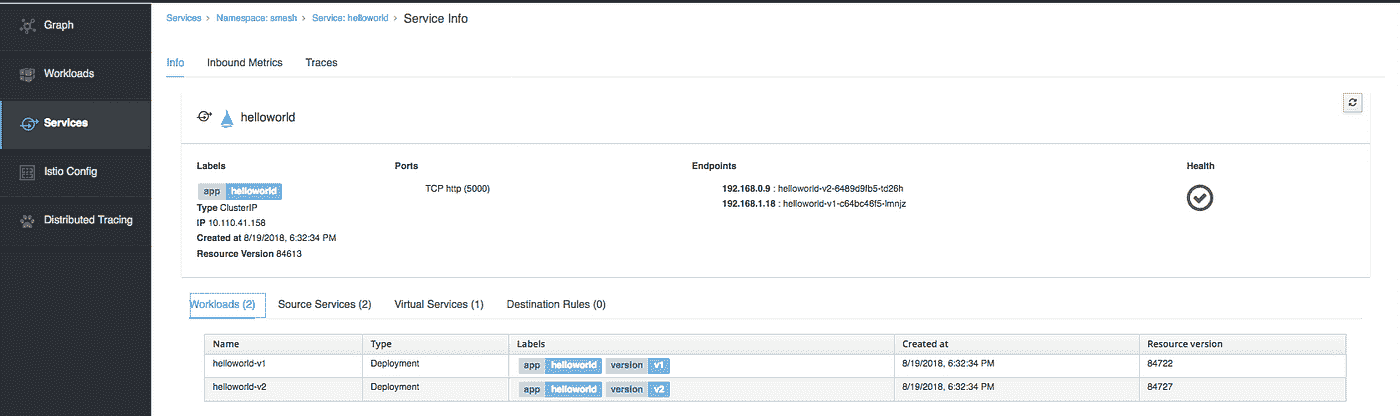 Graph
Workloads
Services
Istio Config
Distributed Tracing
Services > Namespace: smesh > Service: helloworld > Service Info
Info Inbound Metrics Traces
helloworld
Labels Ports Endpoints Health
app helloworld TCP http (5000) 192.168.0.9 : helloworld-v2-6489d9fb5-td26h
Type ClusterIP 192.168.1.18 : helloworld-v1-c64bc46f5-lmnjz
IP 10.110.41.158
Created at 8/19/2018, 6:32:34 PM
Resource Version 84613
Workloads (2) Source Services (2) Virtual Services (1) Destination Rules (0)
Name Type Labels Created at Resource version
helloworld-v1 Deployment app helloworld version v1 8/19/2018, 6:32:34 PM 84722
helloworld-v2 Deployment app helloworld version v2 8/19/2018, 6:32:34 PM 84727